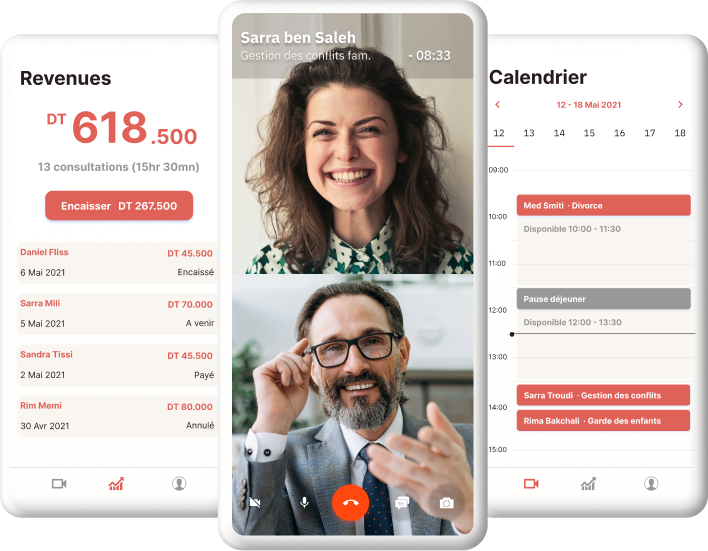 Revenues
DT 618.500
13 consultations (15hr 30mn)
Encaisser DT 267.500
Daniel Fliss DT 45.500
6 Mai 2021 Encaissé
Sarra Mili DT 70.000
5 Mai 2021 A venir
Sandra Tissi DT 45.500
2 Mai 2021 Payé
Rim Memi DT 80.000
30 Avr 2021 Annulé
Sarra ben Saleh
Gestion des conflits fam. - 08:33
Calendrier
12 - 18 Mai 2021
12 13 14 15 16 17 18
09:00
Med Smiti · Divorce
10:00
Disponible 10:00 - 11:30
11:00
Pause déjeuner
12:00
Disponible 12:00 - 13:30
13:00
Sarra Troudi · Gestion des conflits
14:00
Rima Bakchali · Garde des enfants
15:00